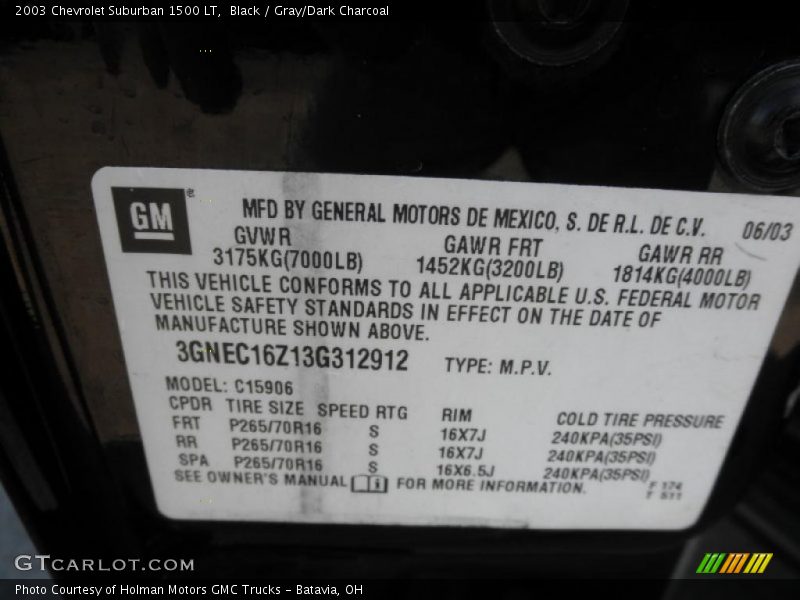 2003 Chevrolet Suburban 1500 LT, Black / Gray/Dark Charcoal
GM
MFD BY GENERAL MOTORS DE MEXICO, S. DE R.L. DE C.V. 06/03
GVWR GAWR FRT GAWR RR
3175KG(7000LB) 1452KG(3200LB) 1814KG(4000LB)
THIS VEHICLE CONFORMS TO ALL APPLICABLE U.S. FEDERAL MOTOR
VEHICLE SAFETY STANDARDS IN EFFECT ON THE DATE OF
MANUFACTURE SHOWN ABOVE.
3GNEC16Z13G312912 TYPE: M.P.V.
MODEL: C15906
CPDR TIRE SIZE SPEED RTG RIM COLD TIRE PRESSURE
FRT P265/70R16 S 16X7J 240KPA(35PSI)
RR P265/70R16 S 16X7J 240KPA(35PSI)
SPA P265/70R16 S 16X6.5J 240KPA(35PSI)
SEE OWNER'S MANUAL FOR MORE INFORMATION.
F 174
T 511
GTCARLOT.COM
Photo Courtesy of Holman Motors GMC Trucks - Batavia, OH